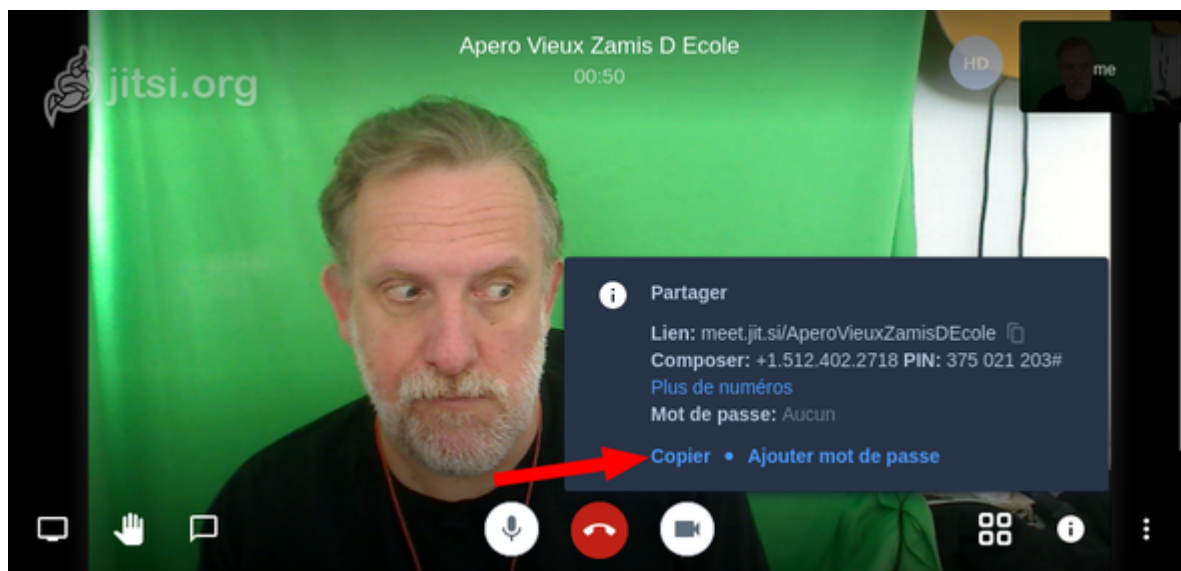 jitsi.org
Apero Vieux Zamis D Ecole
00:50
HD
me
Partager
Lien: meet.jit.si/AperoVieuxZamisDEcole
Composer: +1.512.402.2718 PIN: 375 021 203#
Plus de numéros
Mot de passe: Aucun
Copier • Ajouter mot de passe